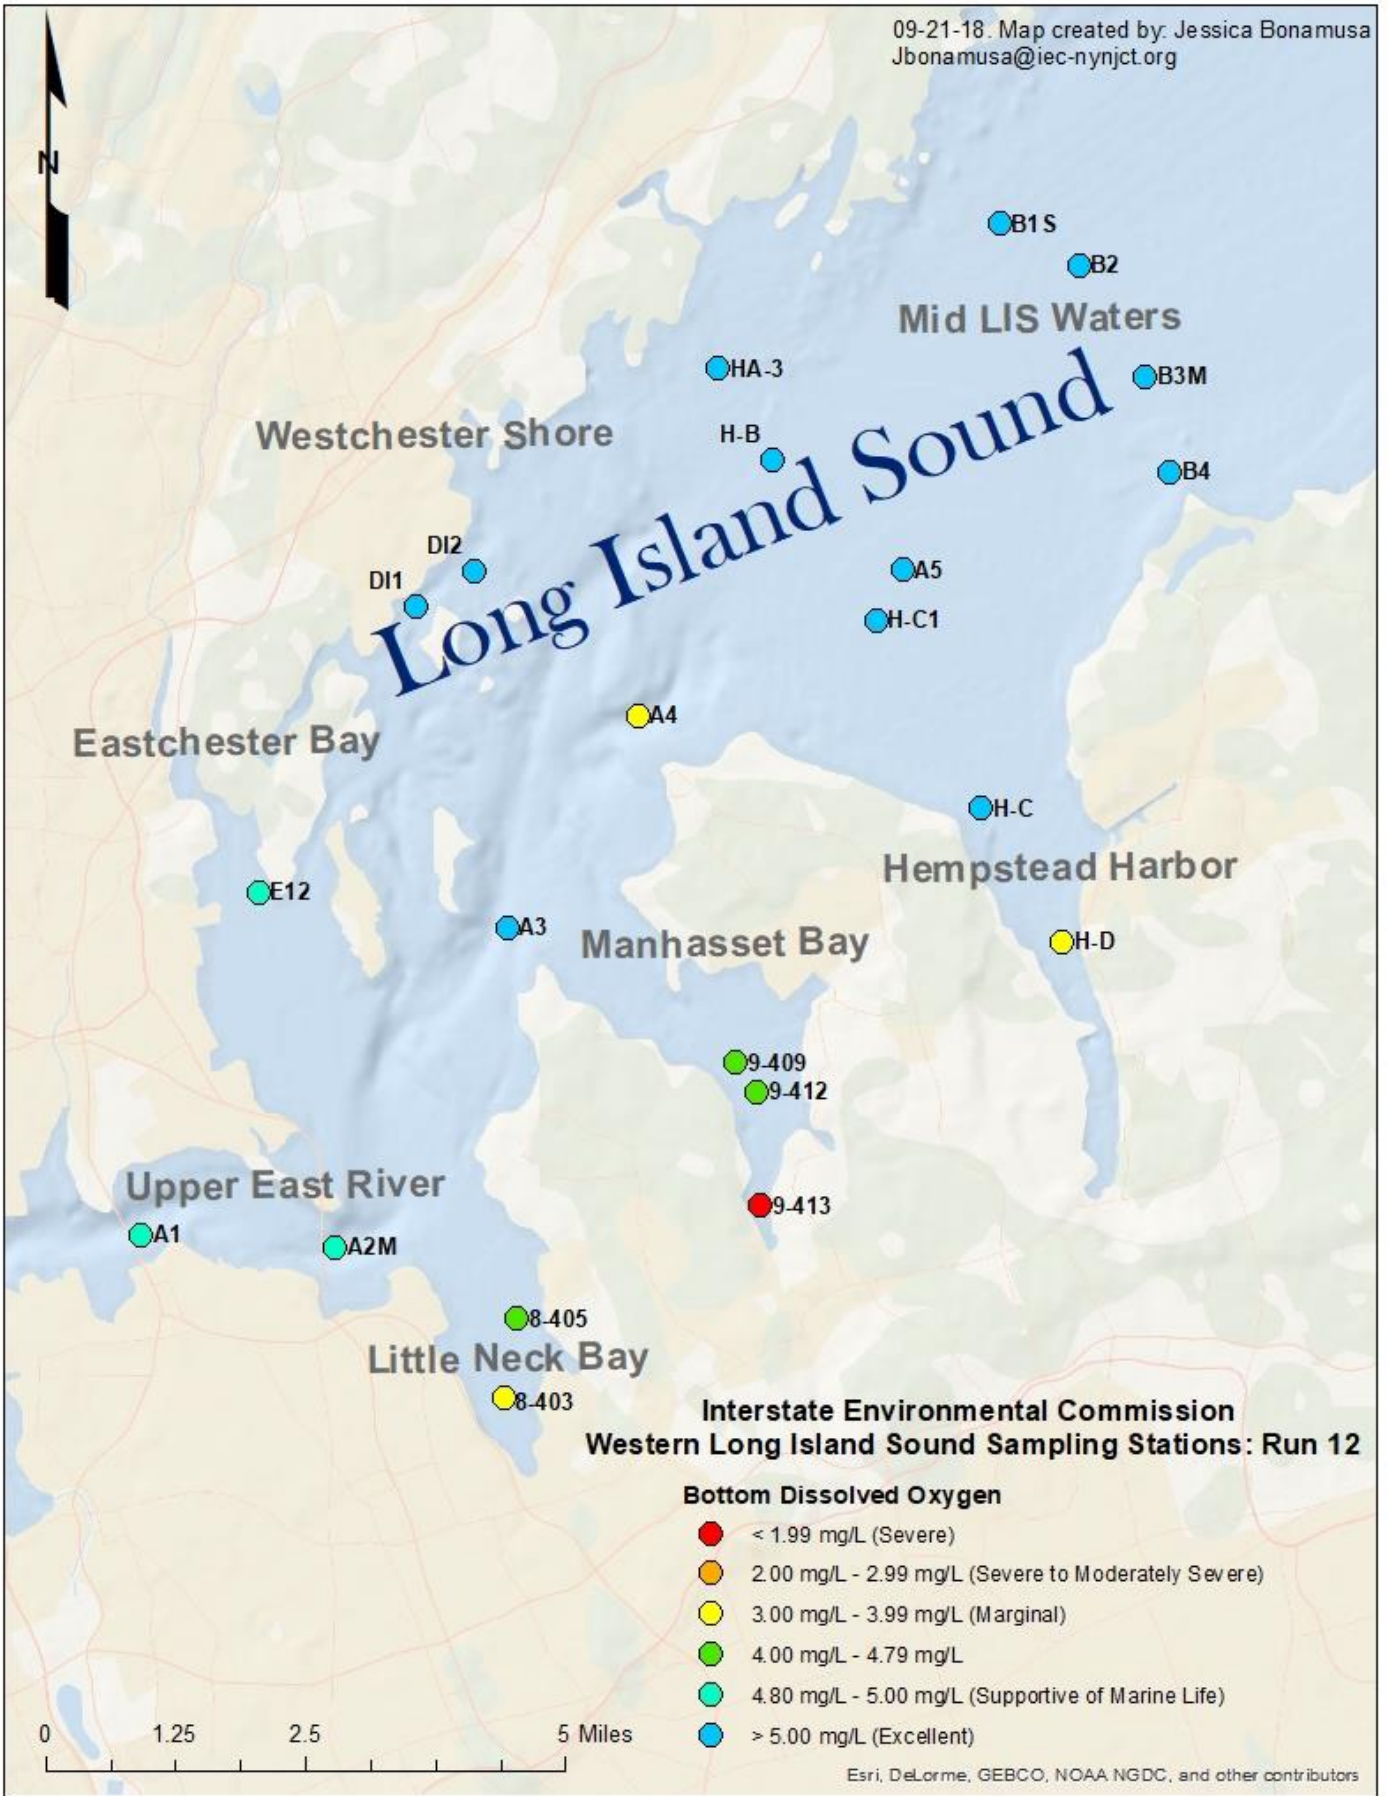 09-21-18. Map created by: Jessica Bonamusa
Jbonamusa@iec-nynjct.org
N
B1S
B2
Mid LIS Waters
HA-3
B3M
Westchester Shore
H-B
Long Island Sound
B4
DI2
DI1
A5
H-C1
A4
Eastchester Bay
H-C
Hempstead Harbor
E12
A3
Manhasset Bay
H-D
9-409
9-412
Upper East River
9-413
A1
A2M
8-405
Little Neck Bay
8-403
Interstate Environmental Commission
Western Long Island Sound Sampling Stations: Run 12
Bottom Dissolved Oxygen
< 1.99 mg/L (Severe)
2.00 mg/L - 2.99 mg/L (Severe to Moderately Severe)
3.00 mg/L - 3.99 mg/L (Marginal)
4.00 mg/L - 4.79 mg/L
4.80 mg/L - 5.00 mg/L (Supportive of Marine Life)
> 5.00 mg/L (Excellent)
0 1.25 2.5 5 Miles
Esri, DeLorme, GEBCO, NOAA NGDC, and other contributors